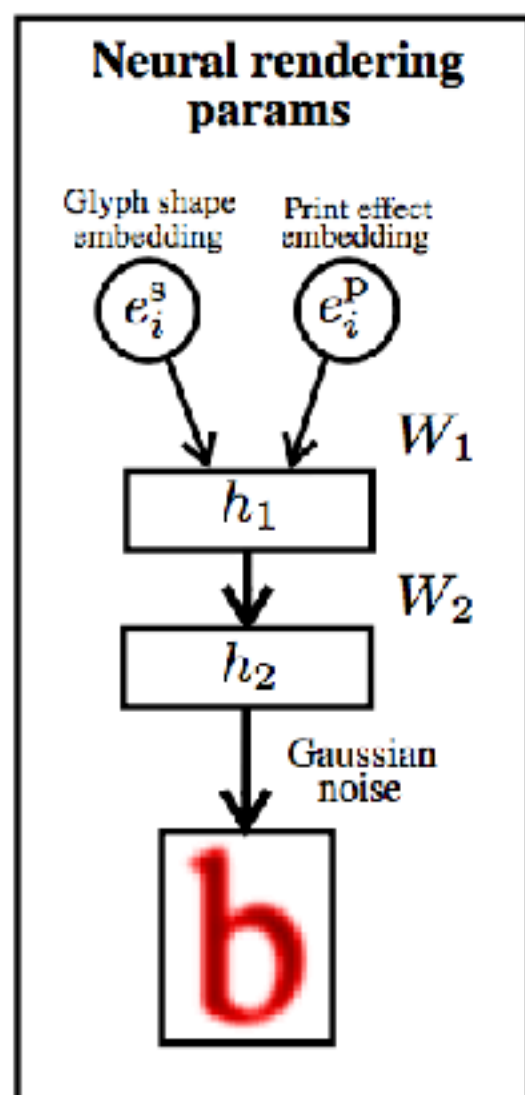 Neural rendering
params
Glyph shape
embedding
Print effect
embedding
e_i^s
e_i^p
W_1
h_1
W_2
h_2
Gaussian
noise
b